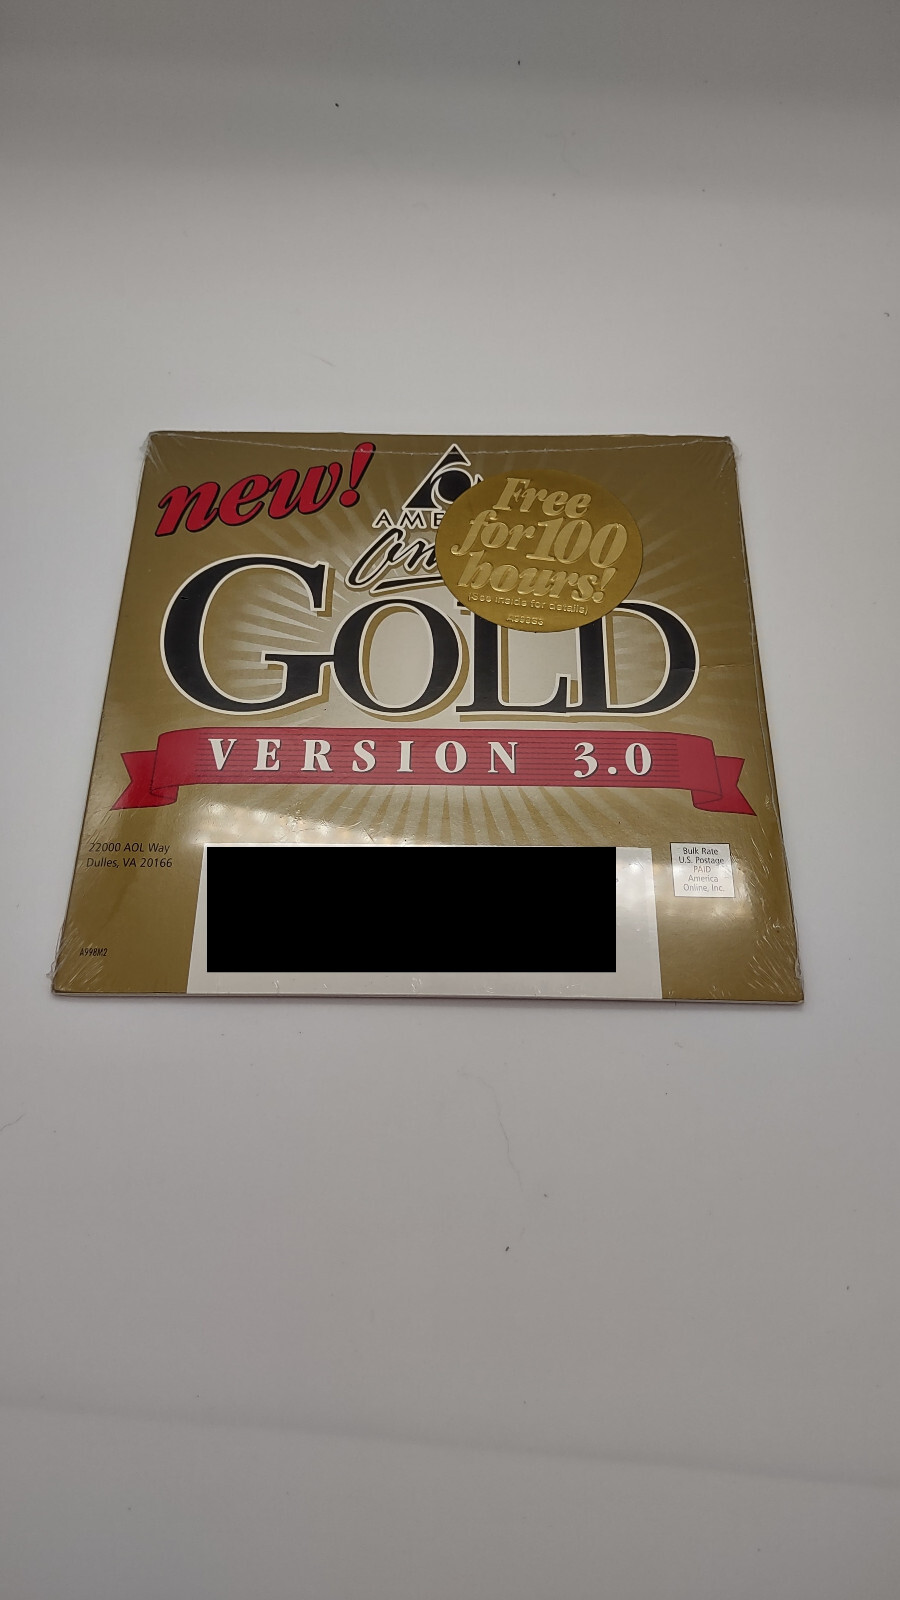 new!
AME
On
Free
for 100
hours!
(see inside for details)
GOLD
VERSION 3.0
22000 AOL Way
Dulles, VA 20166
Bulk Rate
U.S. Postage
PAID
America
Online, Inc.
A998M2